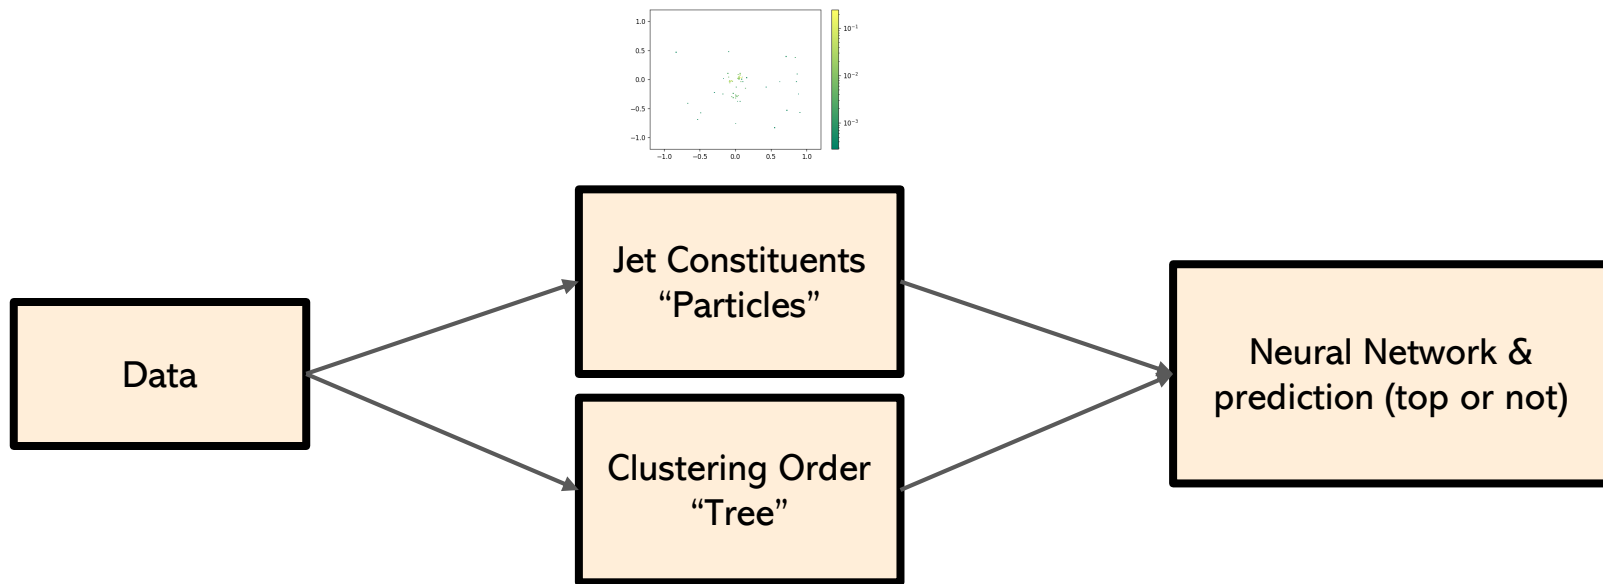 1.0
0.5
0.0
−0.5
−1.0
−1.0 −0.5 0.0 0.5 1.0
10⁻¹
10⁻²
10⁻³
Data
Jet Constituents
“Particles”
Clustering Order
“Tree”
Neural Network &
prediction (top or not)